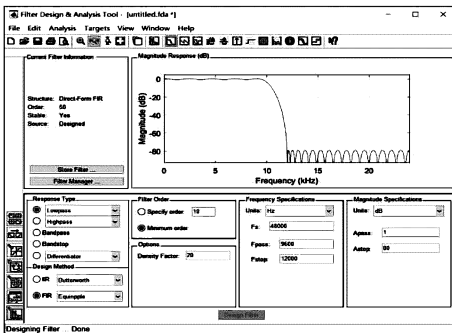 Filter Design & Analysis Tool - [untitled.fda *]
File Edit Analysis Targets View Window Help
Current Filter Information
Structure: Direct-Form FIR
Order: 50
Stable: Yes
Source: Designed
Store Filter ...
Filter Manager ...
Magnitude Response (dB)
Magnitude (dB)
0
-20
-40
-60
-80
0 5 10 15 20
Frequency (kHz)
Response Type
Lowpass
Highpass
Bandpass
Bandstop
Differentiator
Design Method
IIR Butterworth
FIR Equiripple
Filter Order
Specify order: 10
Minimum order
Options
Density Factor: 20
Frequency Specifications
Units: Hz
Fs: 48000
Fpass: 9600
Fstop: 12000
Magnitude Specifications
Units: dB
Apass: 1
Astop: 80
Design Filter
Designing Filter ... Done